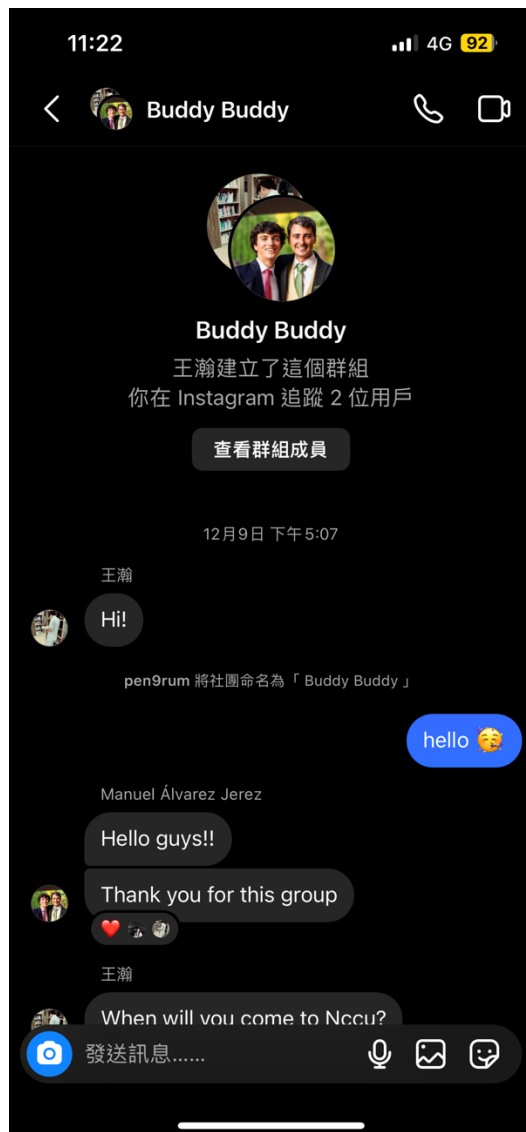 11:22
4G 92
Buddy Buddy
Buddy Buddy
王瀚建立了這個群組
你在 Instagram 追蹤 2 位用戶
查看群組成員
12月9日 下午5:07
王瀚
Hi!
pen9rum 將社團命名為「 Buddy Buddy 」
hello 🥳
Manuel Álvarez Jerez
Hello guys!!
Thank you for this group
王瀚
When will you come to Nccu?
發送訊息......